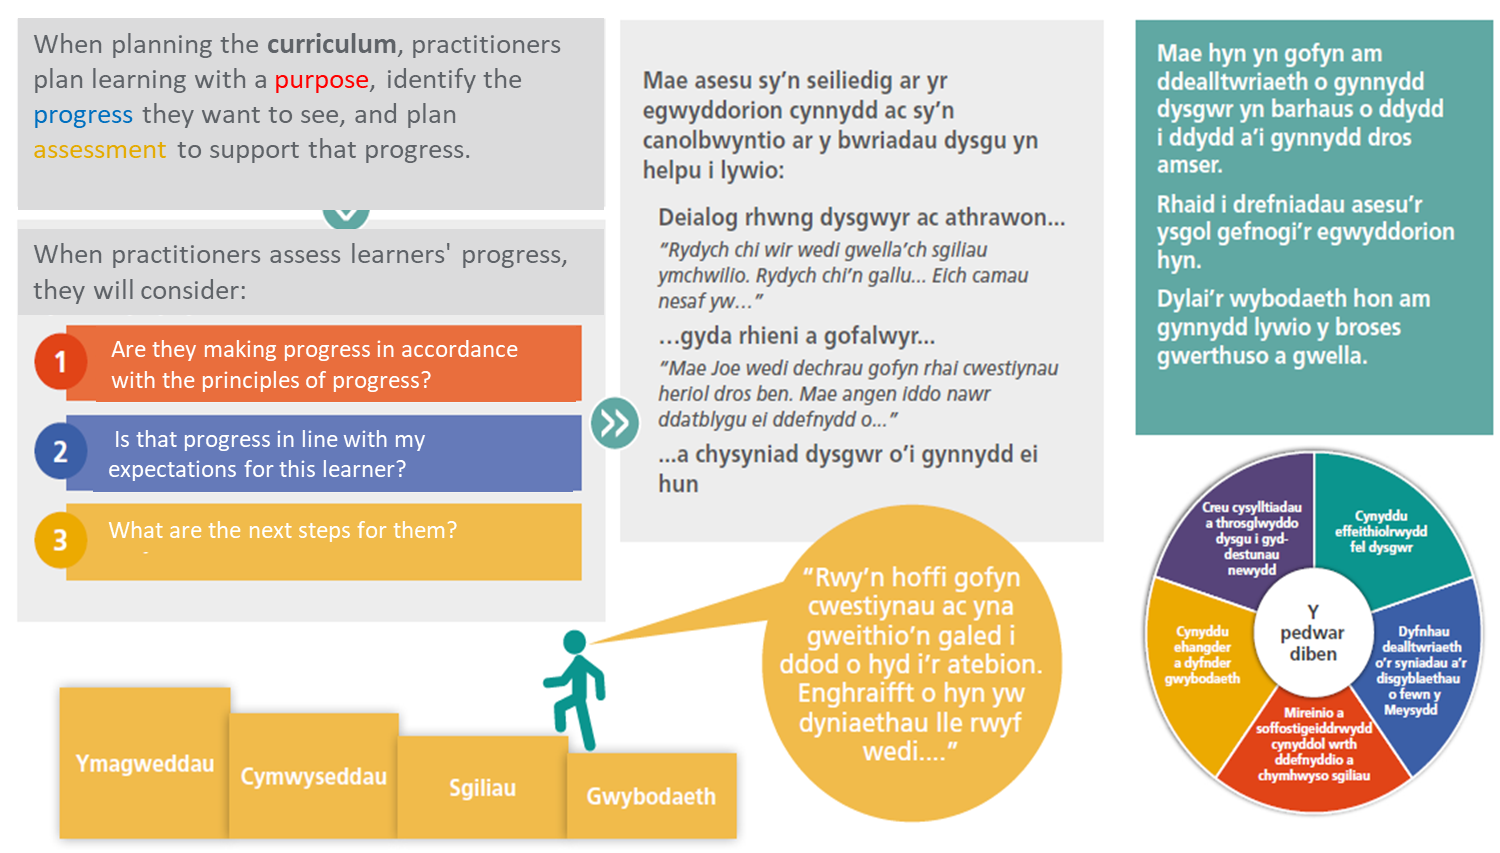 When planning the curriculum, practitioners
plan learning with a purpose, identify the
progress they want to see, and plan
assessment to support that progress.
When practitioners assess learners' progress,
they will consider:
1
Are they making progress in accordance
with the principles of progress?
2
Is that progress in line with my
expectations for this learner?
3
What are the next steps for them?
Mae asesu sy’n seiliedig ar yr
egwyddorion cynnydd ac sy’n
canolbwyntio ar y bwriadau dysgu yn
helpu i lywio:
Deialog rhwng dysgwyr ac athrawon...
“Rydych chi wir wedi gwella’ch sgiliau
ymchwilio. Rydych chi’n gallu... Eich camau
nesaf yw…”
…gyda rhieni a gofalwyr...
“Mae Joe wedi dechrau gofyn rhai cwestiynau
heriol dros ben. Mae angen iddo nawr
ddatblygu ei ddefnydd o...”
...a chysyniad dysgwr o’i gynnydd ei
hun
Mae hyn yn gofyn am
ddealltwriaeth o gynnydd
dysgwr yn barhaus o ddydd
i ddydd a’i gynnydd dros
amser.
Rhaid i drefniadau asesu’r
ysgol gefnogi’r egwyddorion
hyn.
Dylai’r wybodaeth hon am
gynnydd lywio y broses
gwerthuso a gwella.
“Rwy’n hoffi gofyn
cwestiynau ac yna
gweithio’n galed i
ddod o hyd i’r atebion.
Enghraifft o hyn yw
dyniaethau lle rwyf
wedi....”
Ymagweddau
Cymwyseddau
Sgiliau
Gwybodaeth
Creu cysylltiadau
a throsglwyddo
dysgu i gyd-
destunau
newydd
Cynyddu
effeithiolrwydd
fel dysgwr
Y
pedwar
diben
Cynyddu
ehangder
a dyfnder
gwybodaeth
Dyfnhau
dealltwriaeth
o’r syniadau a’r
disgyblaethau
o fewn y
Meysydd
Mireinio a
soffostigeiddrwydd
cynyddol wrth
ddefnyddio a
chymhwyso sgiliau